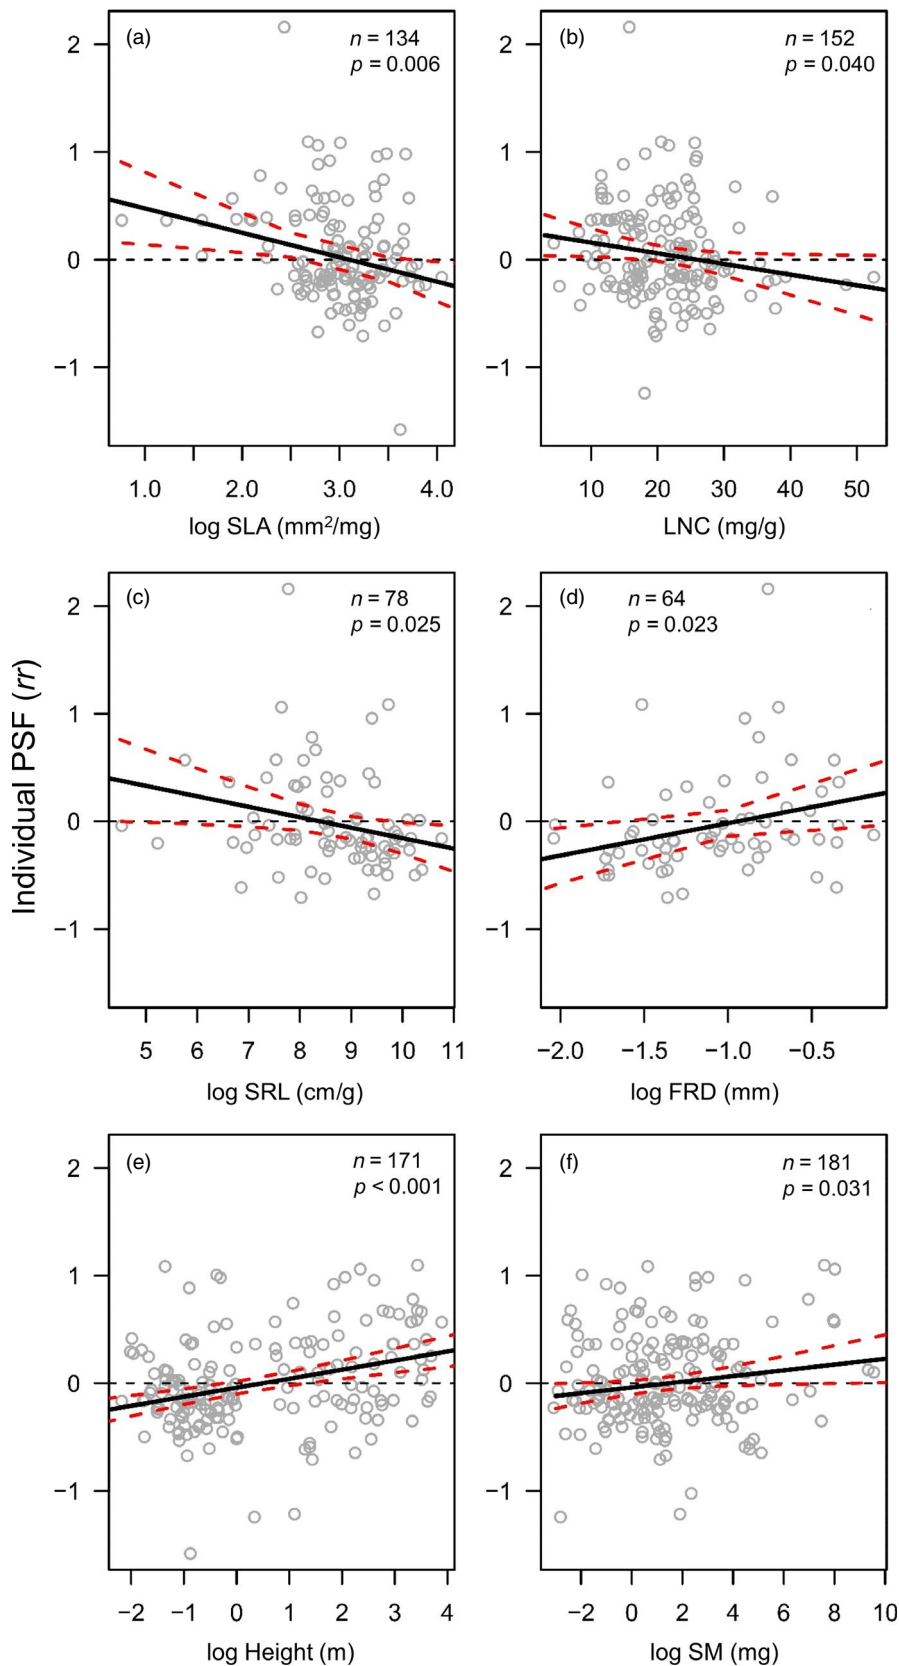 Individual PSF (rr)
(a)
n = 134
p = 0.006
2
1
0
−1
1.0 2.0 3.0 4.0
log SLA (mm²/mg)
(b)
n = 152
p = 0.040
2
1
0
−1
10 20 30 40 50
LNC (mg/g)
(c)
n = 78
p = 0.025
2
1
0
−1
5 6 7 8 9 10 11
log SRL (cm/g)
(d)
n = 64
p = 0.023
2
1
0
−1
−2.0 −1.5 −1.0 −0.5
log FRD (mm)
(e)
n = 171
p < 0.001
2
1
0
−1
−2 −1 0 1 2 3 4
log Height (m)
(f)
n = 181
p = 0.031
2
1
0
−1
−2 0 2 4 6 8 10
log SM (mg)